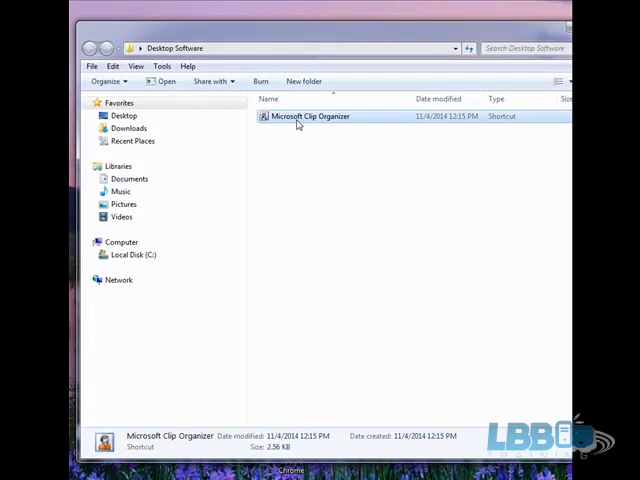 Desktop Software
Search Desktop Software
File Edit View Tools Help
Organize Open Share with Burn New folder
Name Date modified Type
Favorites
Desktop
Downloads
Recent Places
Libraries
Documents
Music
Pictures
Videos
Computer
Local Disk (C:)
Network
Microsoft Clip Organizer 11/4/2014 12:15 PM Shortcut
Microsoft Clip Organizer Date modified: 11/4/2014 12:15 PM Date created: 11/4/2014 12:15 PM
Shortcut Size: 2.56 KB
LBB
TRAINING
Chrome